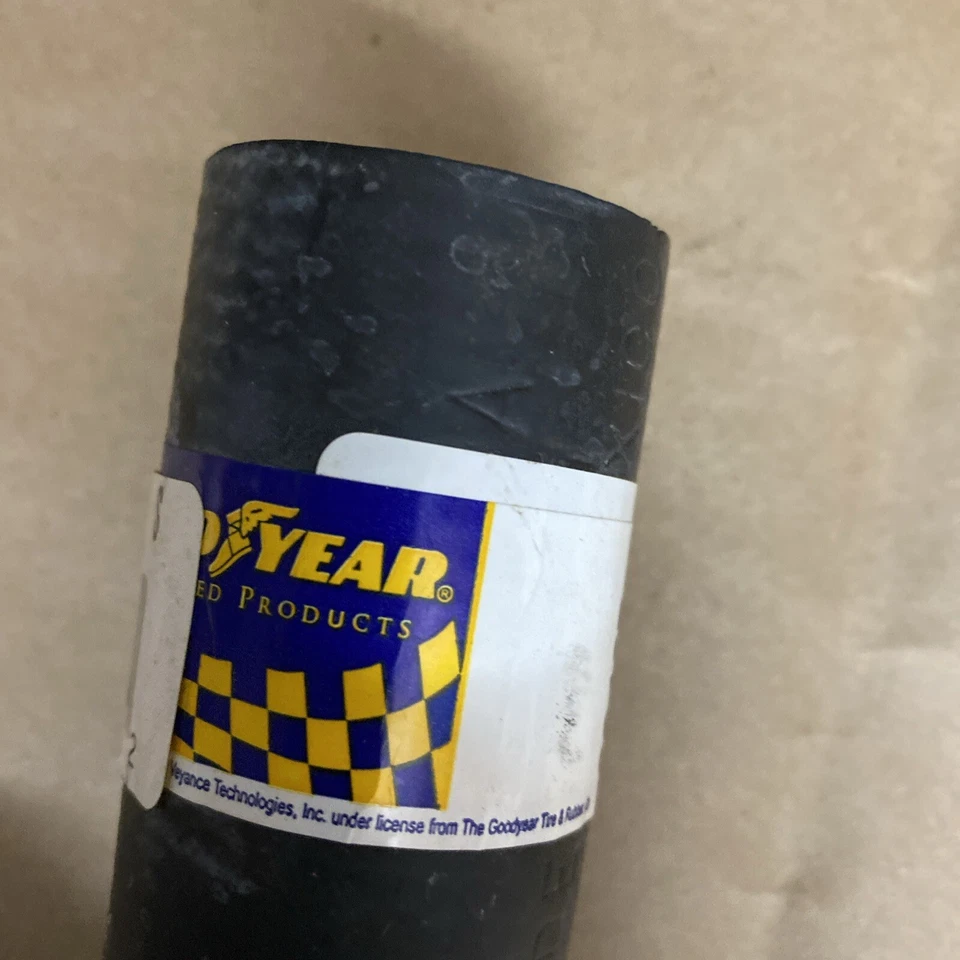 YEAR®
ED PRODUCTS
Veyance Technologies, Inc. under license from The Goodyear Tire & Rubber